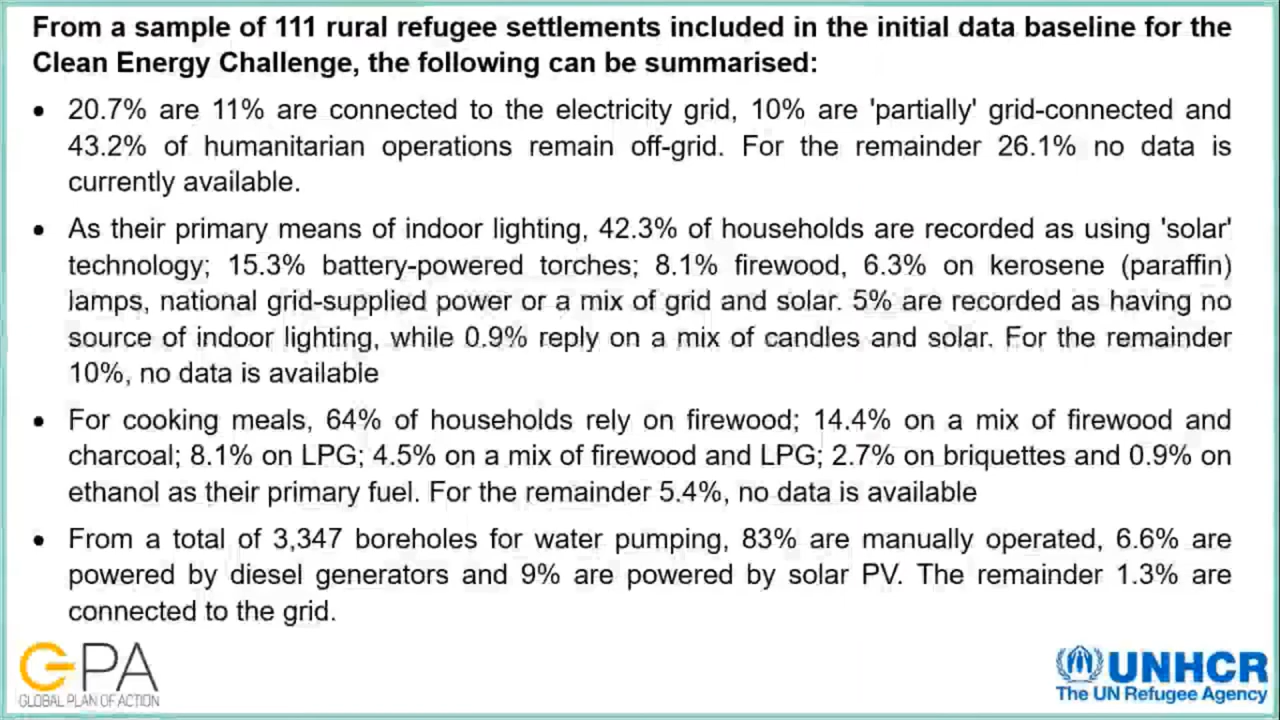 From a sample of 111 rural refugee settlements included in the initial data baseline for the
Clean Energy Challenge, the following can be summarised:
• 20.7% are 11% are connected to the electricity grid, 10% are 'partially' grid-connected and
43.2% of humanitarian operations remain off-grid. For the remainder 26.1% no data is
currently available.
• As their primary means of indoor lighting, 42.3% of households are recorded as using 'solar'
technology; 15.3% battery-powered torches; 8.1% firewood, 6.3% on kerosene (paraffin)
lamps, national grid-supplied power or a mix of grid and solar. 5% are recorded as having no
source of indoor lighting, while 0.9% reply on a mix of candles and solar. For the remainder
10%, no data is available
• For cooking meals, 64% of households rely on firewood; 14.4% on a mix of firewood and
charcoal; 8.1% on LPG; 4.5% on a mix of firewood and LPG; 2.7% on briquettes and 0.9% on
ethanol as their primary fuel. For the remainder 5.4%, no data is available
• From a total of 3,347 boreholes for water pumping, 83% are manually operated, 6.6% are
powered by diesel generators and 9% are powered by solar PV. The remainder 1.3% are
connected to the grid.
GPA
GLOBAL PLAN OF ACTION
UNHCR
The UN Refugee Agency